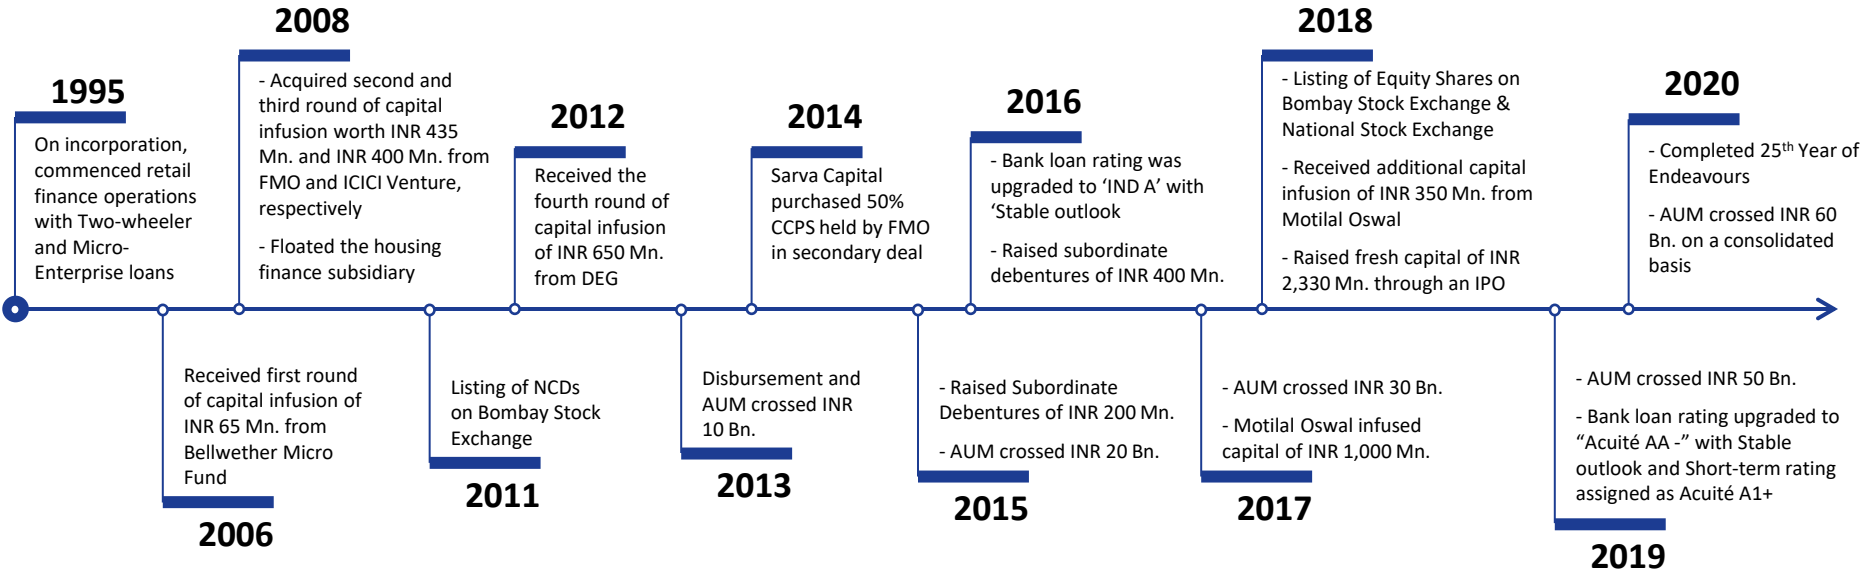 1995
On incorporation,
commenced retail
finance operations
with Two-wheeler
and Micro-
Enterprise loans
Received first round
of capital infusion of
INR 65 Mn. from
Bellwether Micro
Fund
2006
2008
- Acquired second and
third round of capital
infusion worth INR 435
Mn. and INR 400 Mn. from
FMO and ICICI Venture,
respectively
- Floated the housing
finance subsidiary
Listing of NCDs
on Bombay Stock
Exchange
2011
2012
Received the
fourth round of
capital infusion
of INR 650 Mn.
from DEG
Disbursement and
AUM crossed INR
10 Bn.
2013
2014
Sarva Capital
purchased 50%
CCPS held by FMO
in secondary deal
- Raised Subordinate
Debentures of INR 200 Mn.
- AUM crossed INR 20 Bn.
2015
2016
- Bank loan rating was
upgraded to ‘IND A’ with
‘Stable outlook
- Raised subordinate
debentures of INR 400 Mn.
- AUM crossed INR 30 Bn.
- Motilal Oswal infused
capital of INR 1,000 Mn.
2017
2018
- Listing of Equity Shares on
Bombay Stock Exchange &
National Stock Exchange
- Received additional capital
infusion of INR 350 Mn. from
Motilal Oswal
- Raised fresh capital of INR
2,330 Mn. through an IPO
- AUM crossed INR 50 Bn.
- Bank loan rating upgraded to
“Acuité AA -” with Stable
outlook and Short-term rating
assigned as Acuité A1+
2019
2020
- Completed 25th Year of
Endeavours
- AUM crossed INR 60
Bn. on a consolidated
basis